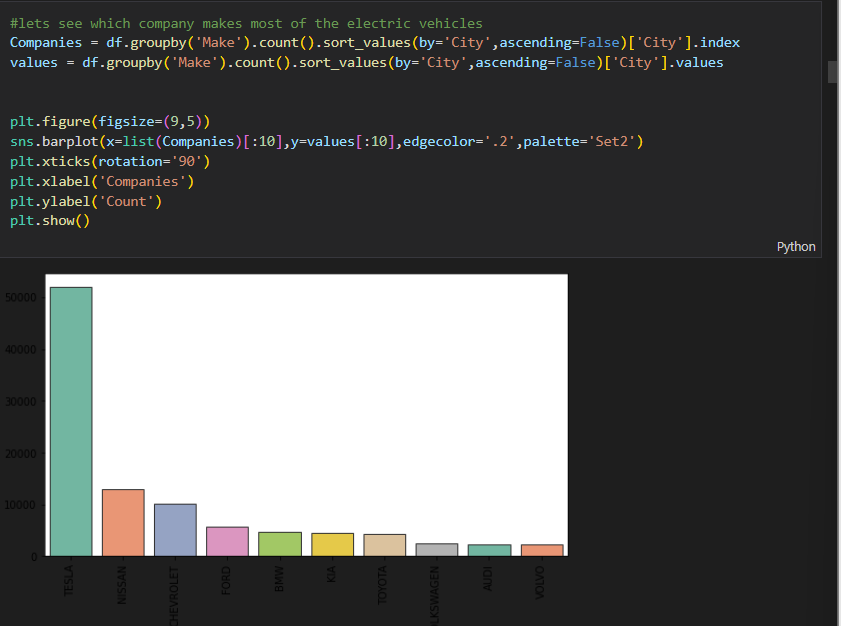 #lets see which company makes most of the electric vehicles
Companies = df.groupby('Make').count().sort_values(by='City',ascending=False)['City'].index
values = df.groupby('Make').count().sort_values(by='City',ascending=False)['City'].values
plt.figure(figsize=(9,5))
sns.barplot(x=list(Companies)[:10],y=values[:10],edgecolor='.2',palette='Set2')
plt.xticks(rotation='90')
plt.xlabel('Companies')
plt.ylabel('Count')
plt.show()
Python
50000
40000
30000
20000
10000
0
TESLA
NISSAN
CHEVROLET
FORD
BMW
KIA
TOYOTA
LKSWAGEN
AUDI
VOLVO